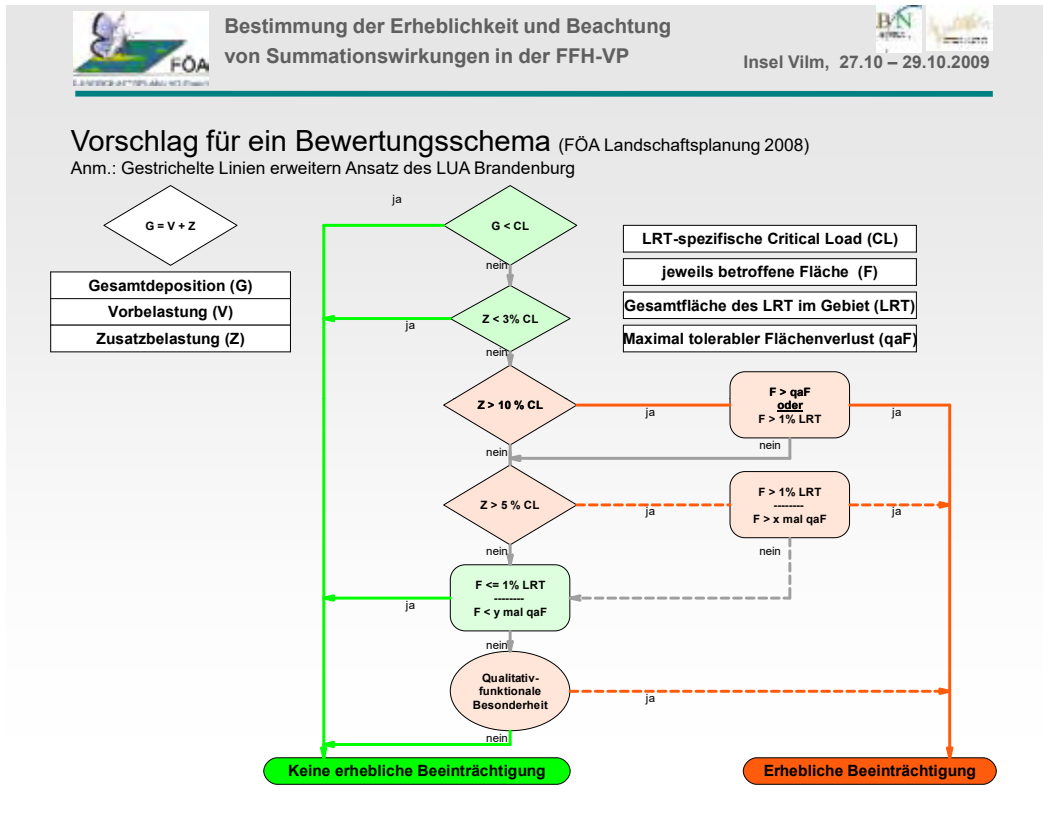 Bestimmung der Erheblichkeit und Beachtung
von Summationswirkungen in der FFH-VP
FÖA
Insel Vilm, 27.10 – 29.10.2009
Vorschlag für ein Bewertungsschema (FÖA Landschaftsplanung 2008)
Anm.: Gestrichelte Linien erweitern Ansatz des LUA Brandenburg
G = V + Z
Gesamtdeposition (G)
Vorbelastung (V)
Zusatzbelastung (Z)
ja
G < CL
nein
LRT-spezifische Critical Load (CL)
jeweils betroffene Fläche (F)
Gesamtfläche des LRT im Gebiet (LRT)
Maximal tolerabler Flächenverlust (qaF)
Z < 3% CL
ja
nein
Z > 10 % CL
ja
F > qaF
oder
F > 1% LRT
ja
nein
nein
Z > 5 % CL
ja
F > 1% LRT
--------
F > x mal qaF
ja
nein
nein
F <= 1% LRT
--------
F < y mal qaF
ja
nein
Qualitativ-
funktionale
Besonderheit
ja
nein
Keine erhebliche Beeinträchtigung
Erhebliche Beeinträchtigung